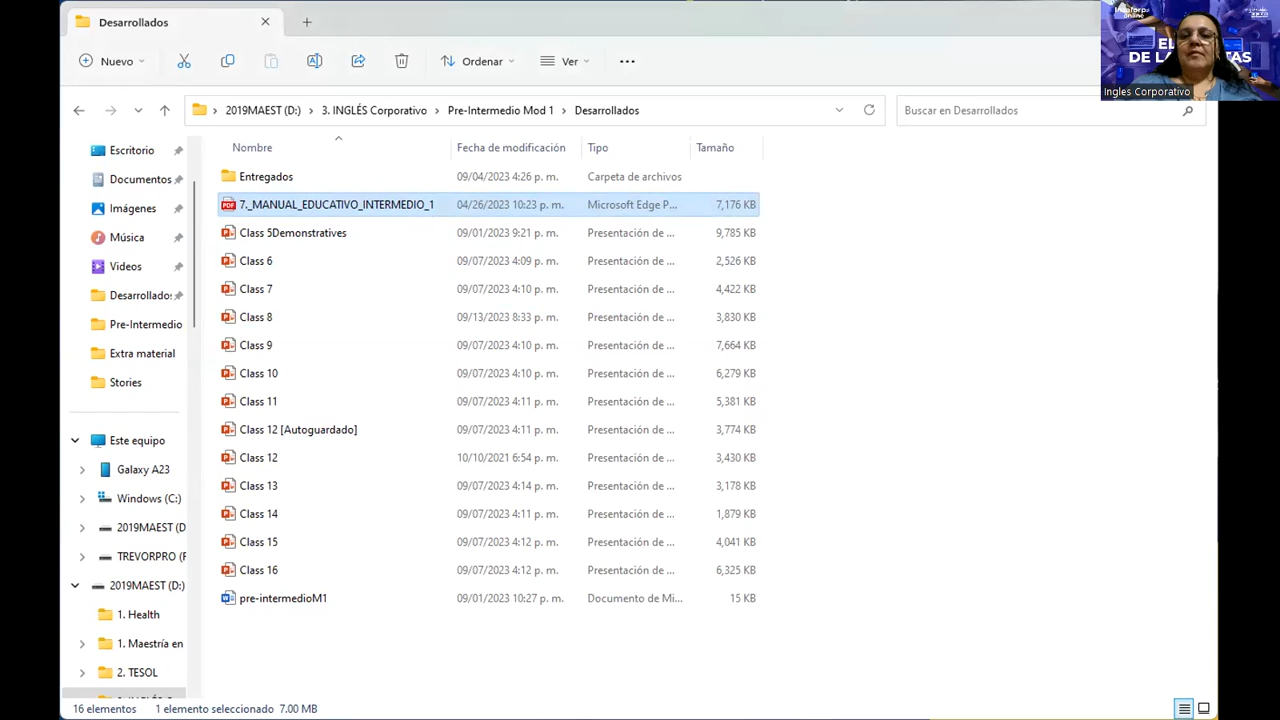 Desarrollados
Nuevo
Ordenar
Ver
2019MAEST (D:) > 3. INGLÉS Corporativo > Pre-Intermedio Mod 1 > Desarrollados
Buscar en Desarrollados
Ingles Corporativo
Escritorio
Documentos
Imágenes
Música
Videos
Desarrollados
Pre-Intermedio
Extra material
Stories
Este equipo
Galaxy A23
Windows (C:)
2019MAEST (D
TREVORPRO (F
2019MAEST (D:)
1. Health
1. Maestría en
2. TESOL
Nombre Fecha de modificación Tipo Tamaño
Entregados 09/04/2023 4:26 p. m. Carpeta de archivos
7._MANUAL_EDUCATIVO_INTERMEDIO_1 04/26/2023 10:23 p. m. Microsoft Edge P... 7,176 KB
Class 5Demonstratives 09/01/2023 9:21 p. m. Presentación de ... 9,785 KB
Class 6 09/07/2023 4:09 p. m. Presentación de ... 2,526 KB
Class 7 09/07/2023 4:10 p. m. Presentación de ... 4,422 KB
Class 8 09/13/2023 8:33 p. m. Presentación de ... 3,830 KB
Class 9 09/07/2023 4:10 p. m. Presentación de ... 7,664 KB
Class 10 09/07/2023 4:10 p. m. Presentación de ... 6,279 KB
Class 11 09/07/2023 4:11 p. m. Presentación de ... 5,381 KB
Class 12 [Autoguardado] 09/07/2023 4:11 p. m. Presentación de ... 3,774 KB
Class 12 10/10/2021 6:54 p. m. Presentación de ... 3,430 KB
Class 13 09/07/2023 4:14 p. m. Presentación de ... 3,178 KB
Class 14 09/07/2023 4:11 p. m. Presentación de ... 1,879 KB
Class 15 09/07/2023 4:12 p. m. Presentación de ... 4,041 KB
Class 16 09/07/2023 4:12 p. m. Presentación de ... 6,325 KB
pre-intermedioM1 09/01/2023 10:27 p. m. Documento de Mi... 15 KB
16 elementos 1 elemento seleccionado 7.00 MB